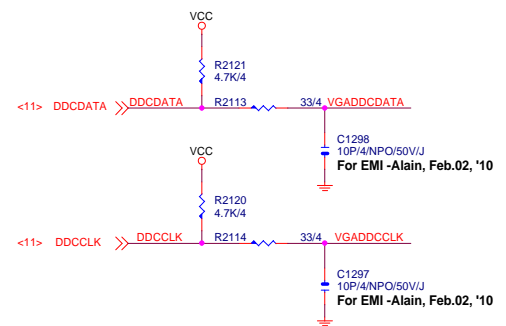 VCC
R2121
4.7K/4
<11> DDCDATA DDCDATA R2113 33/4 VGADDCDATA
C1298
10P/4/NPO/50V/J
For EMI -Alain, Feb.02, '10
VCC
R2120
4.7K/4
<11> DDCCLK DDCCLK R2114 33/4 VGADDCCLK
C1297
10P/4/NPO/50V/J
For EMI -Alain, Feb.02, '10